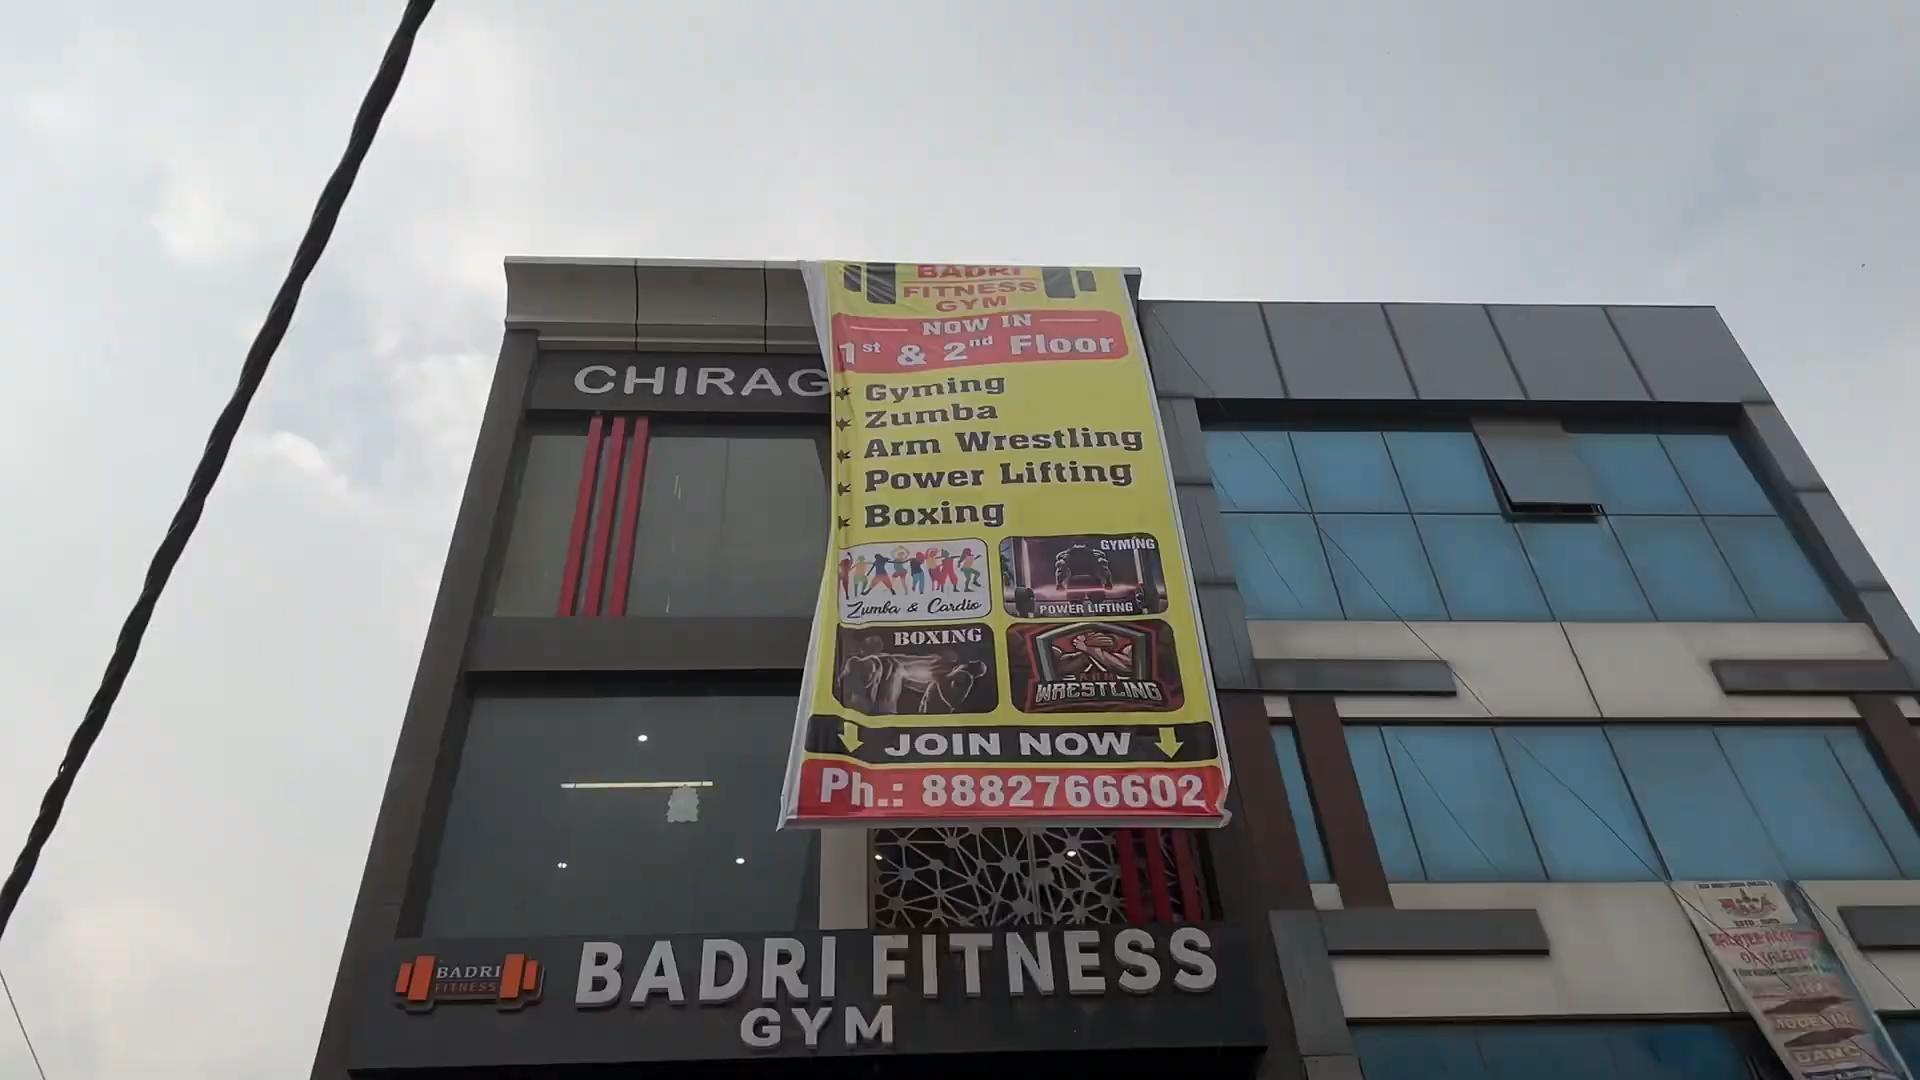 BADRI
FITNESS
GYM
NOW IN
1st & 2nd Floor
CHIRAG
Gyming
Zumba
Arm Wrestling
Power Lifting
Boxing
GYMING
POWER LIFTING
Zumba & Cardio
BOXING
ARM
WRESTLING
JOIN NOW
Ph.: 8882766602
BADRI
FITNESS
BADRI FITNESS
GYM